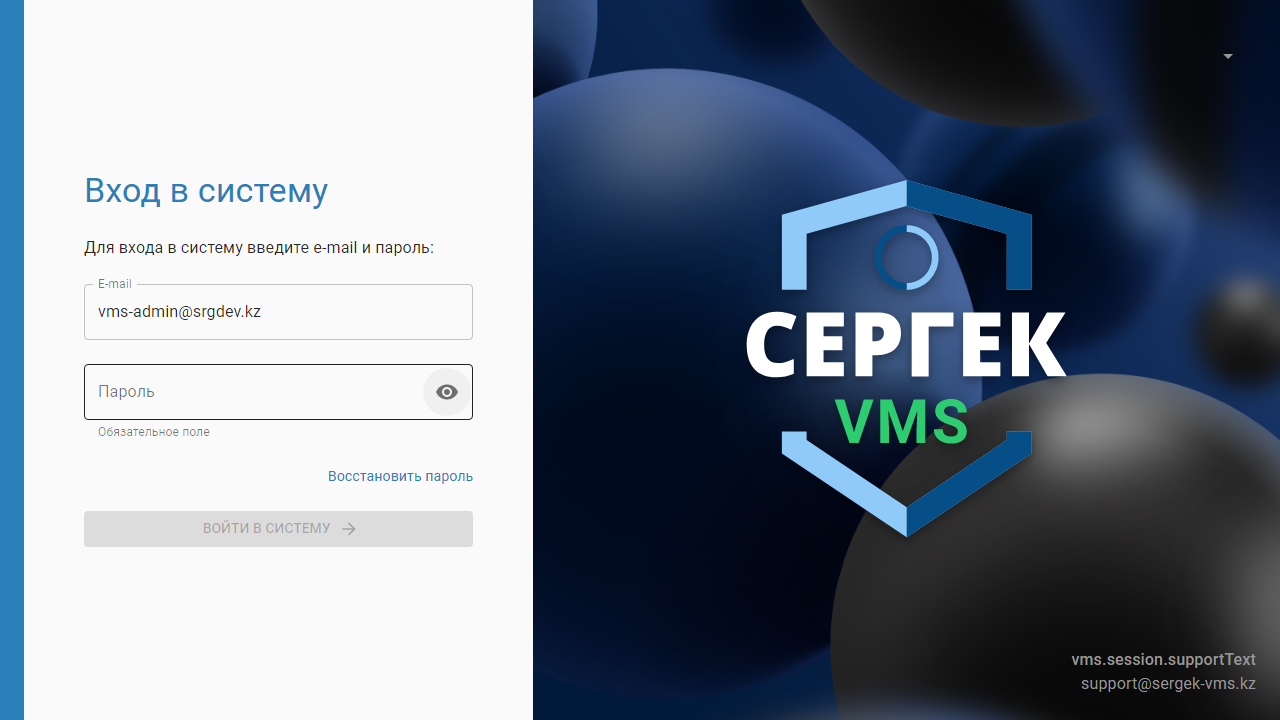 Вход в систему
Для входа в систему введите e-mail и пароль:
E-mail
vms-admin@srgdev.kz
Пароль
Обязательное поле
Восстановить пароль
ВОЙТИ В СИСТЕМУ
СЕРГЕК
VMS
vms.session.supportText
support@sergek-vms.kz